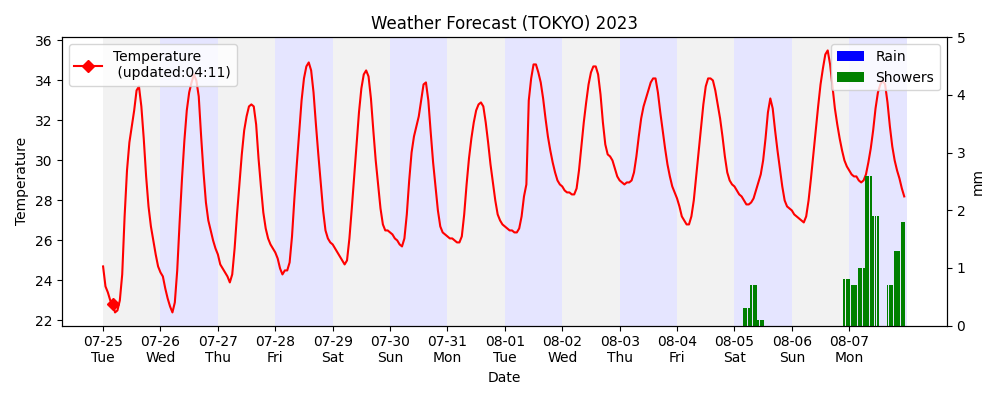 Weather Forecast (TOKYO) 2023
Temperature
(updated:04:11)
Rain
Showers
Temperature
36
34
32
30
28
26
24
22
5
4
3
2
1
0
mm
07-25 07-26 07-27 07-28 07-29 07-30 07-31 08-01 08-02 08-03 08-04 08-05 08-06 08-07
Tue Wed Thu Fri Sat Sun Mon Tue Wed Thu Fri Sat Sun Mon
Date